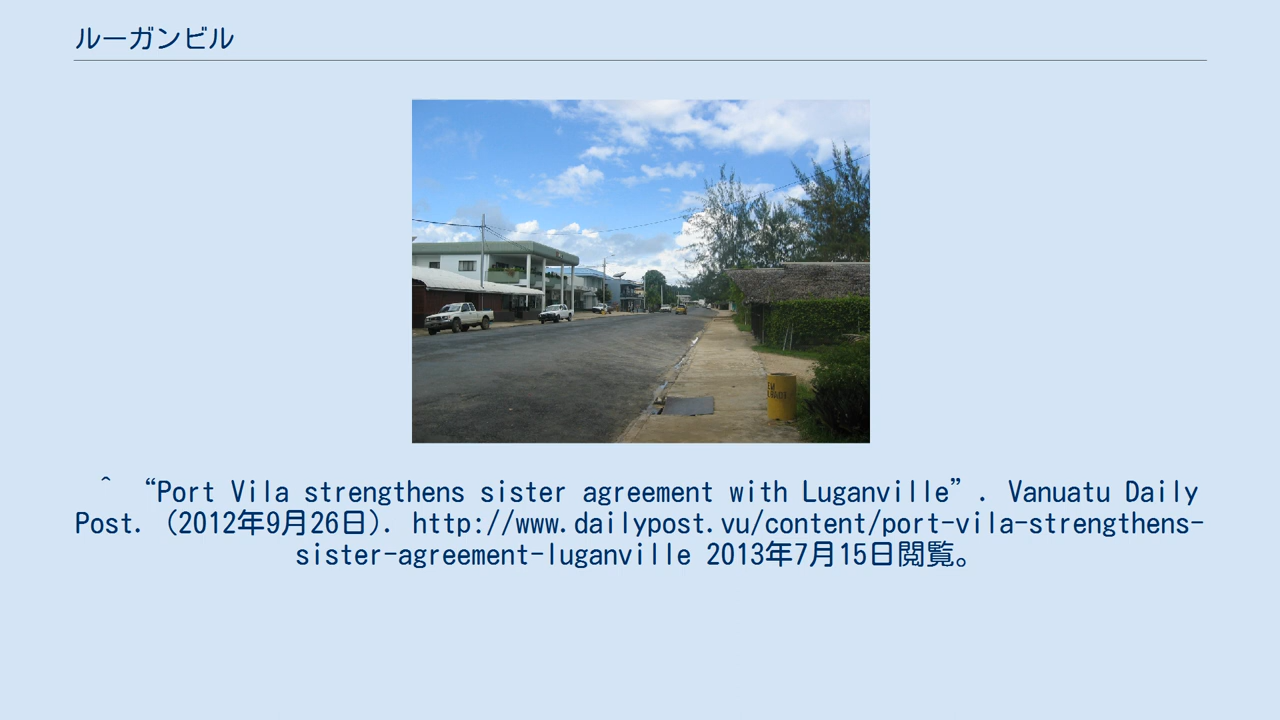 ルーガンビル
^ “Port Vila strengthens sister agreement with Luganville”. Vanuatu Daily
Post. (2012年9月26日). http://www.dailypost.vu/content/port-vila-strengthens-
sister-agreement-luganville 2013年7月15日閲覧。